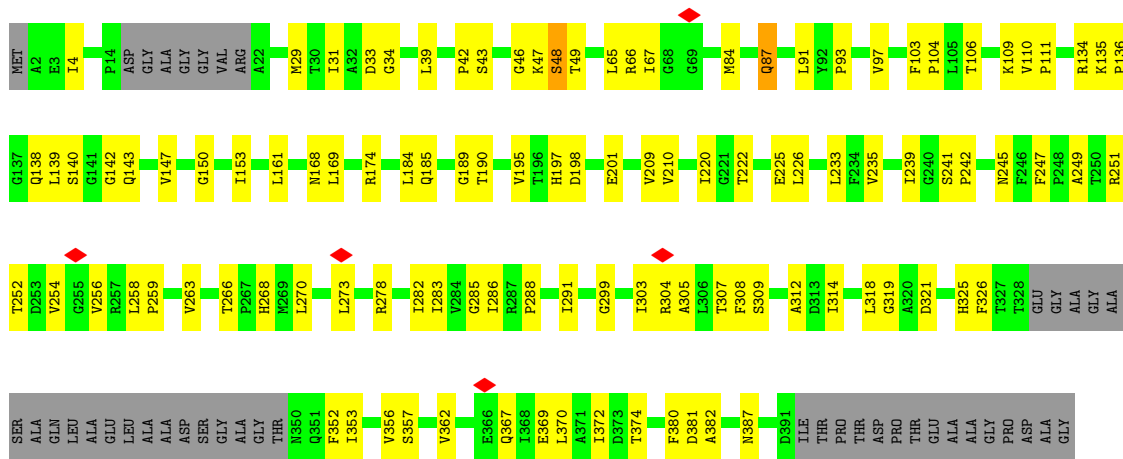 MET A2 E3 I4 P14 ASP GLY ALA GLY GLY VAL ARG A22 M29 T30 I31 A32 D33 G34 L39 P42 S43 G46 K47 S48 T49 L65 R66 I67 G68 G69 M84 Q87 L91 Y92 P93 V97 F103 P104 L105 T106 K109 V110 P111 R134 K135 P136
G137 Q138 L139 S140 G141 G142 Q143 V147 G150 I153 L161 N168 L169 R174 L184 Q185 G189 T190 V195 T196 H197 D198 E201 V209 V210 I220 G221 T222 E225 L226 L233 F234 V235 I239 G240 S241 P242 N245 F246 F247 P248 A249 T250 R251
T252 D253 V254 G255 V256 R257 L258 P259 V263 T266 P267 H268 M269 L270 L273 R278 I282 I283 V284 G285 I286 R287 P288 I291 G299 I303 R304 A305 L306 T307 F308 S309 A312 D313 I314 L318 G319 A320 D321 H325 F326 T327 T328 GLU GLY ALA GLY ALA
SER ALA GLN LEU ALA GLU LEU ALA ALA ASP SER GLY ALA GLY THR N350 Q351 F352 I353 V356 S357 V362 E366 Q367 I368 E369 L370 A371 I372 D373 T374 F380 D381 A382 N387 D391 ILE THR PRO THR ASP PRO THR GLU ALA ALA GLY PRO ASP ALA GLY